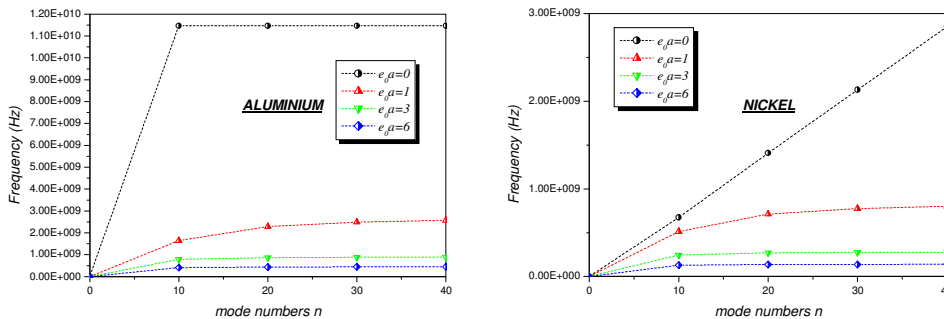 1.20E+010
1.10E+010
1.00E+010
9.00E+009
8.00E+009
7.00E+009
6.00E+009
5.00E+009
4.00E+009
3.00E+009
2.00E+009
1.00E+009
0.00E+000
Frequency (Hz)
ALUMINIUM
e₀a=0
e₀a=1
e₀a=3
e₀a=6
0 10 20 30 40
mode numbers n
3.00E+009
2.00E+009
1.00E+009
0.00E+000
Frequency (Hz)
e₀a=0
e₀a=1
e₀a=3
e₀a=6
NICKEL
0 10 20 30 40
mode numbers n